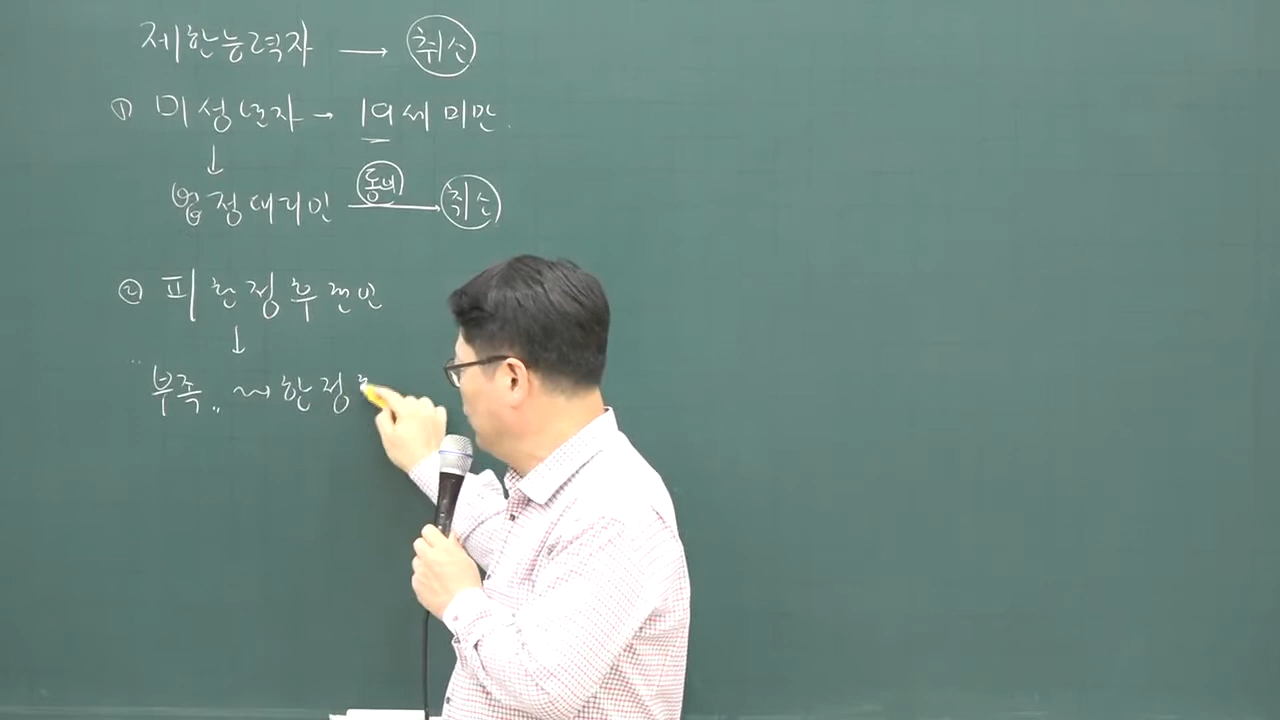 제한능력자 → 취소
① 미성년자 → 19세 미만.
↓
법정대리인 동의 → 취소
② 피한정후견인
↓
"부족„ ~→ 한정